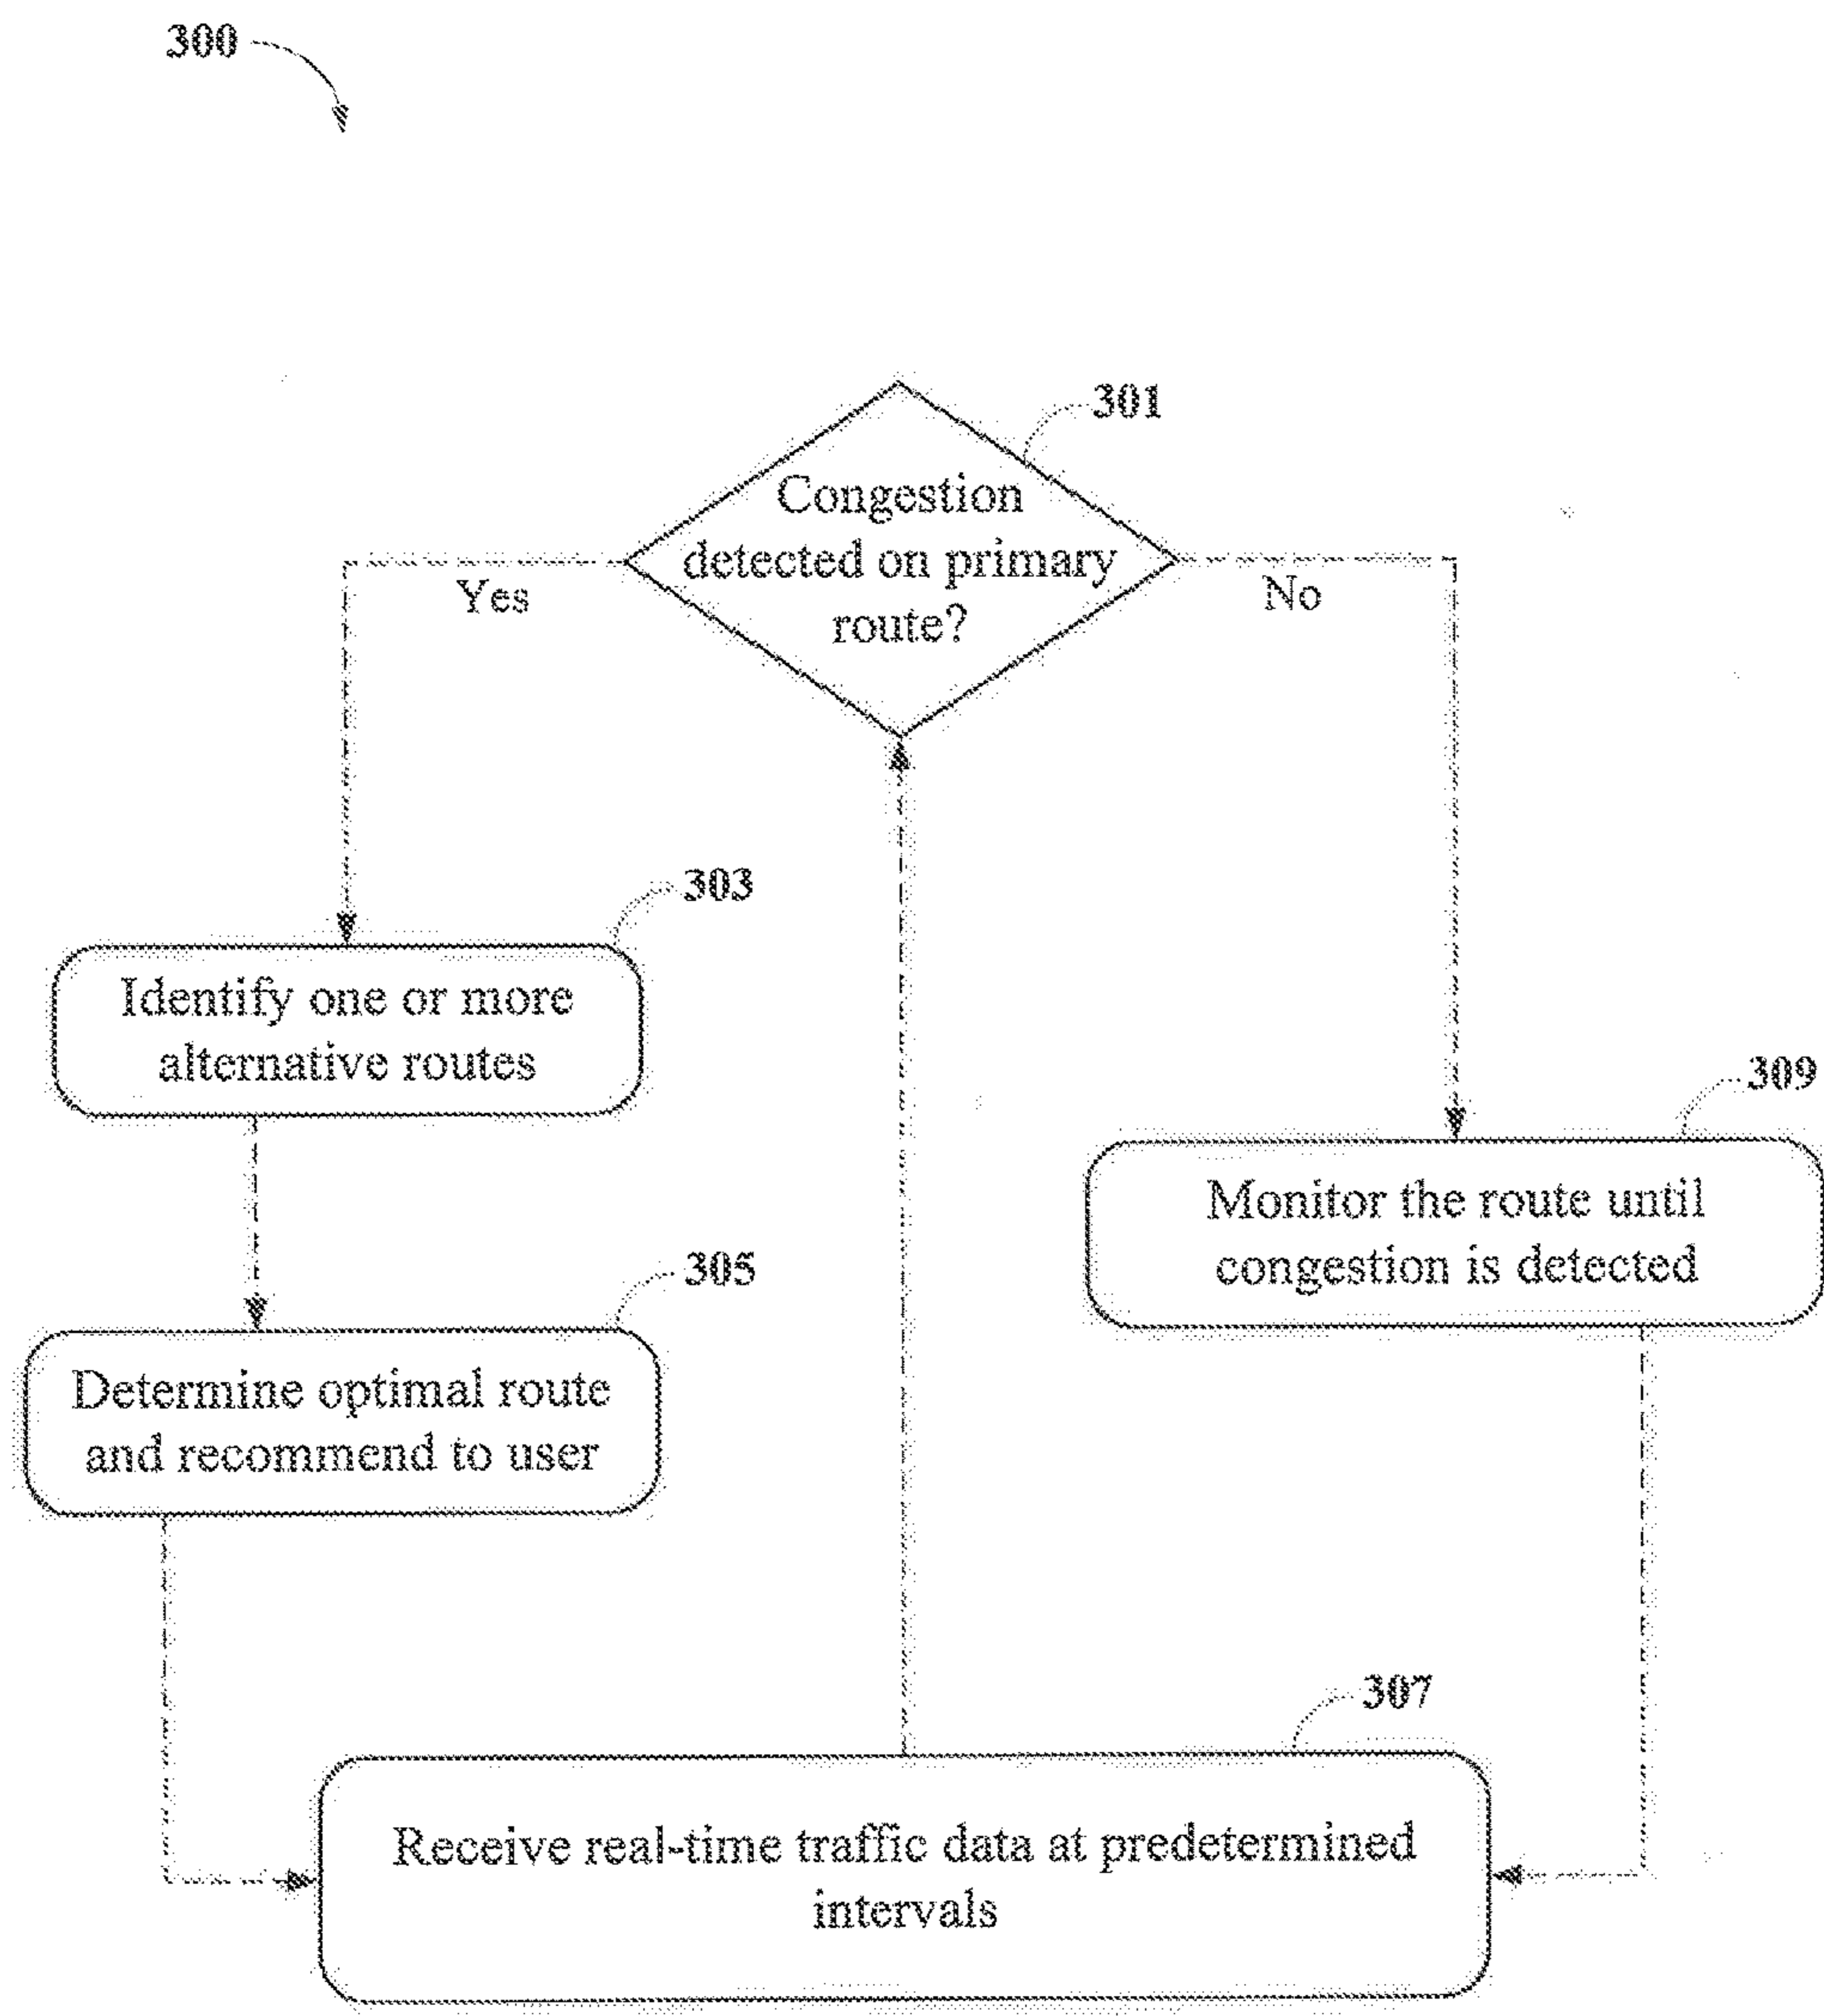 300
301
Congestion
detected on primary
route?
Yes
No
303
Identify one or more
alternative routes
309
Monitor the route until
congestion is detected
305
Determine optimal route
and recommend to user
307
Receive real-time traffic data at predetermined
intervals